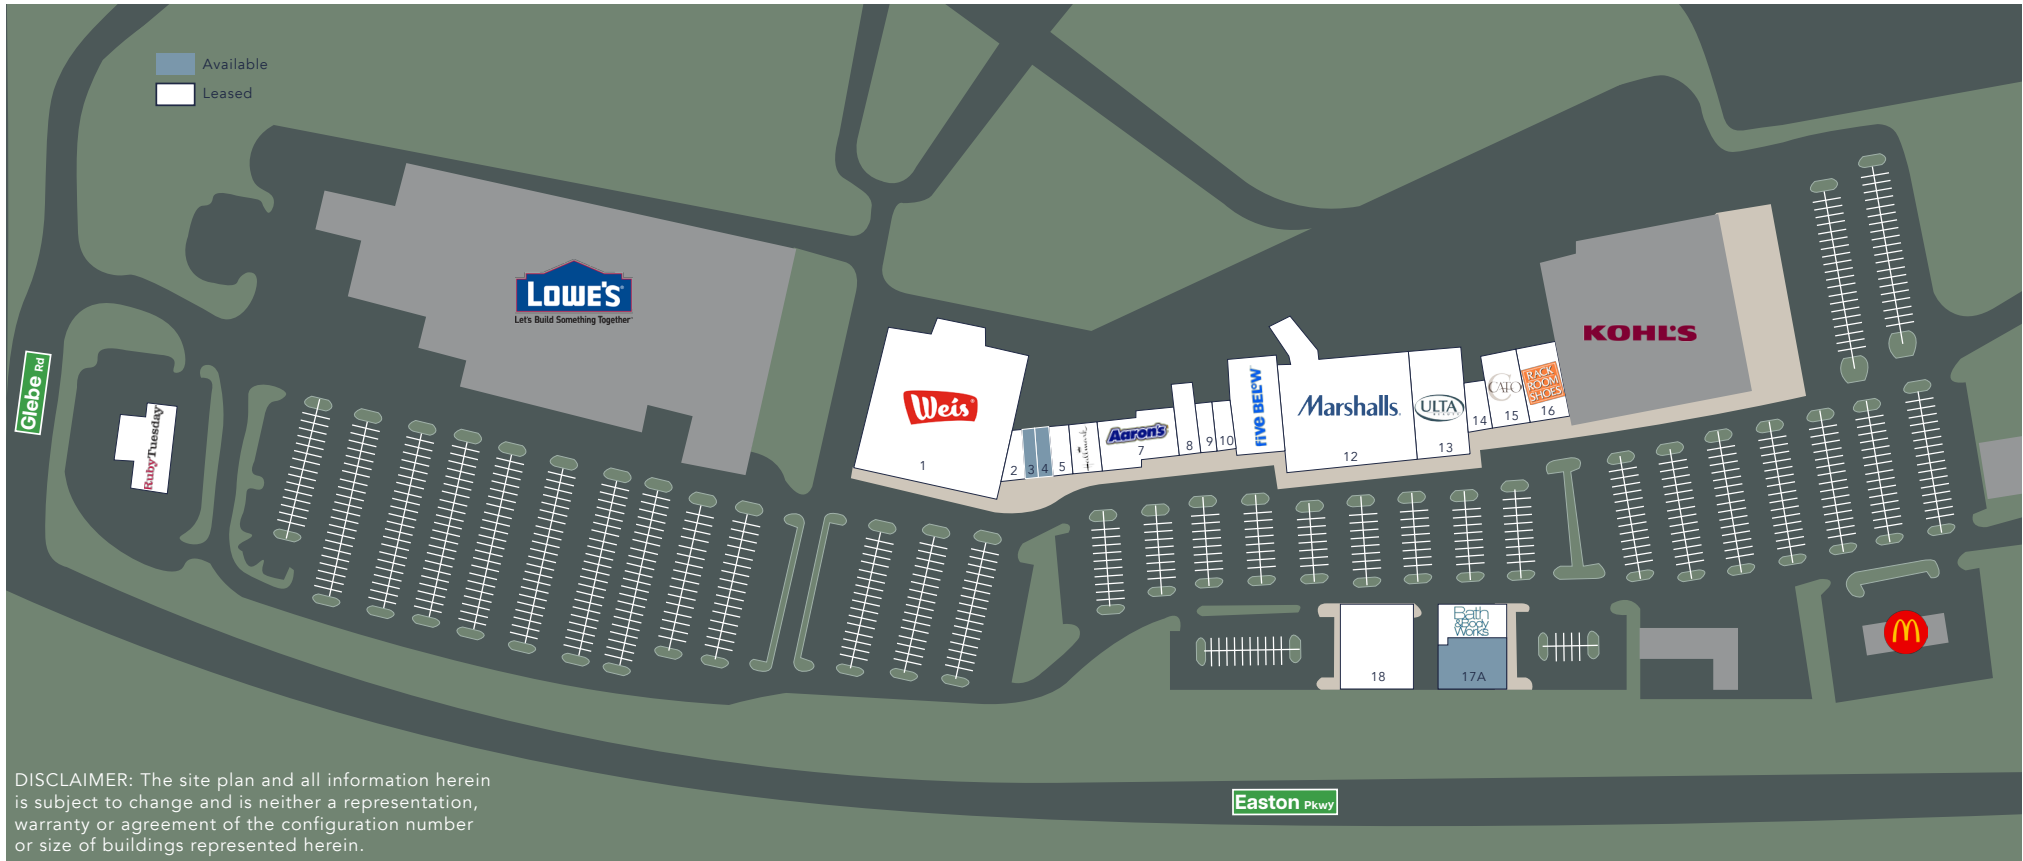 Available
Leased
LOWE'S
Let's Build Something Together
KOHL'S
Glebe Rd
RubyTuesday
Weis
1
2
3
4
5
Hallmark
Aaron's
7
8
9
10
five BELOW
Marshalls
12
ULTA
13
14
CATO
15
RACK
ROOM
SHOES
16
Bath
&Body
Works
17A
18
M
Easton Pkwy
DISCLAIMER: The site plan and all information herein
is subject to change and is neither a representation,
warranty or agreement of the configuration number
or size of buildings represented herein.